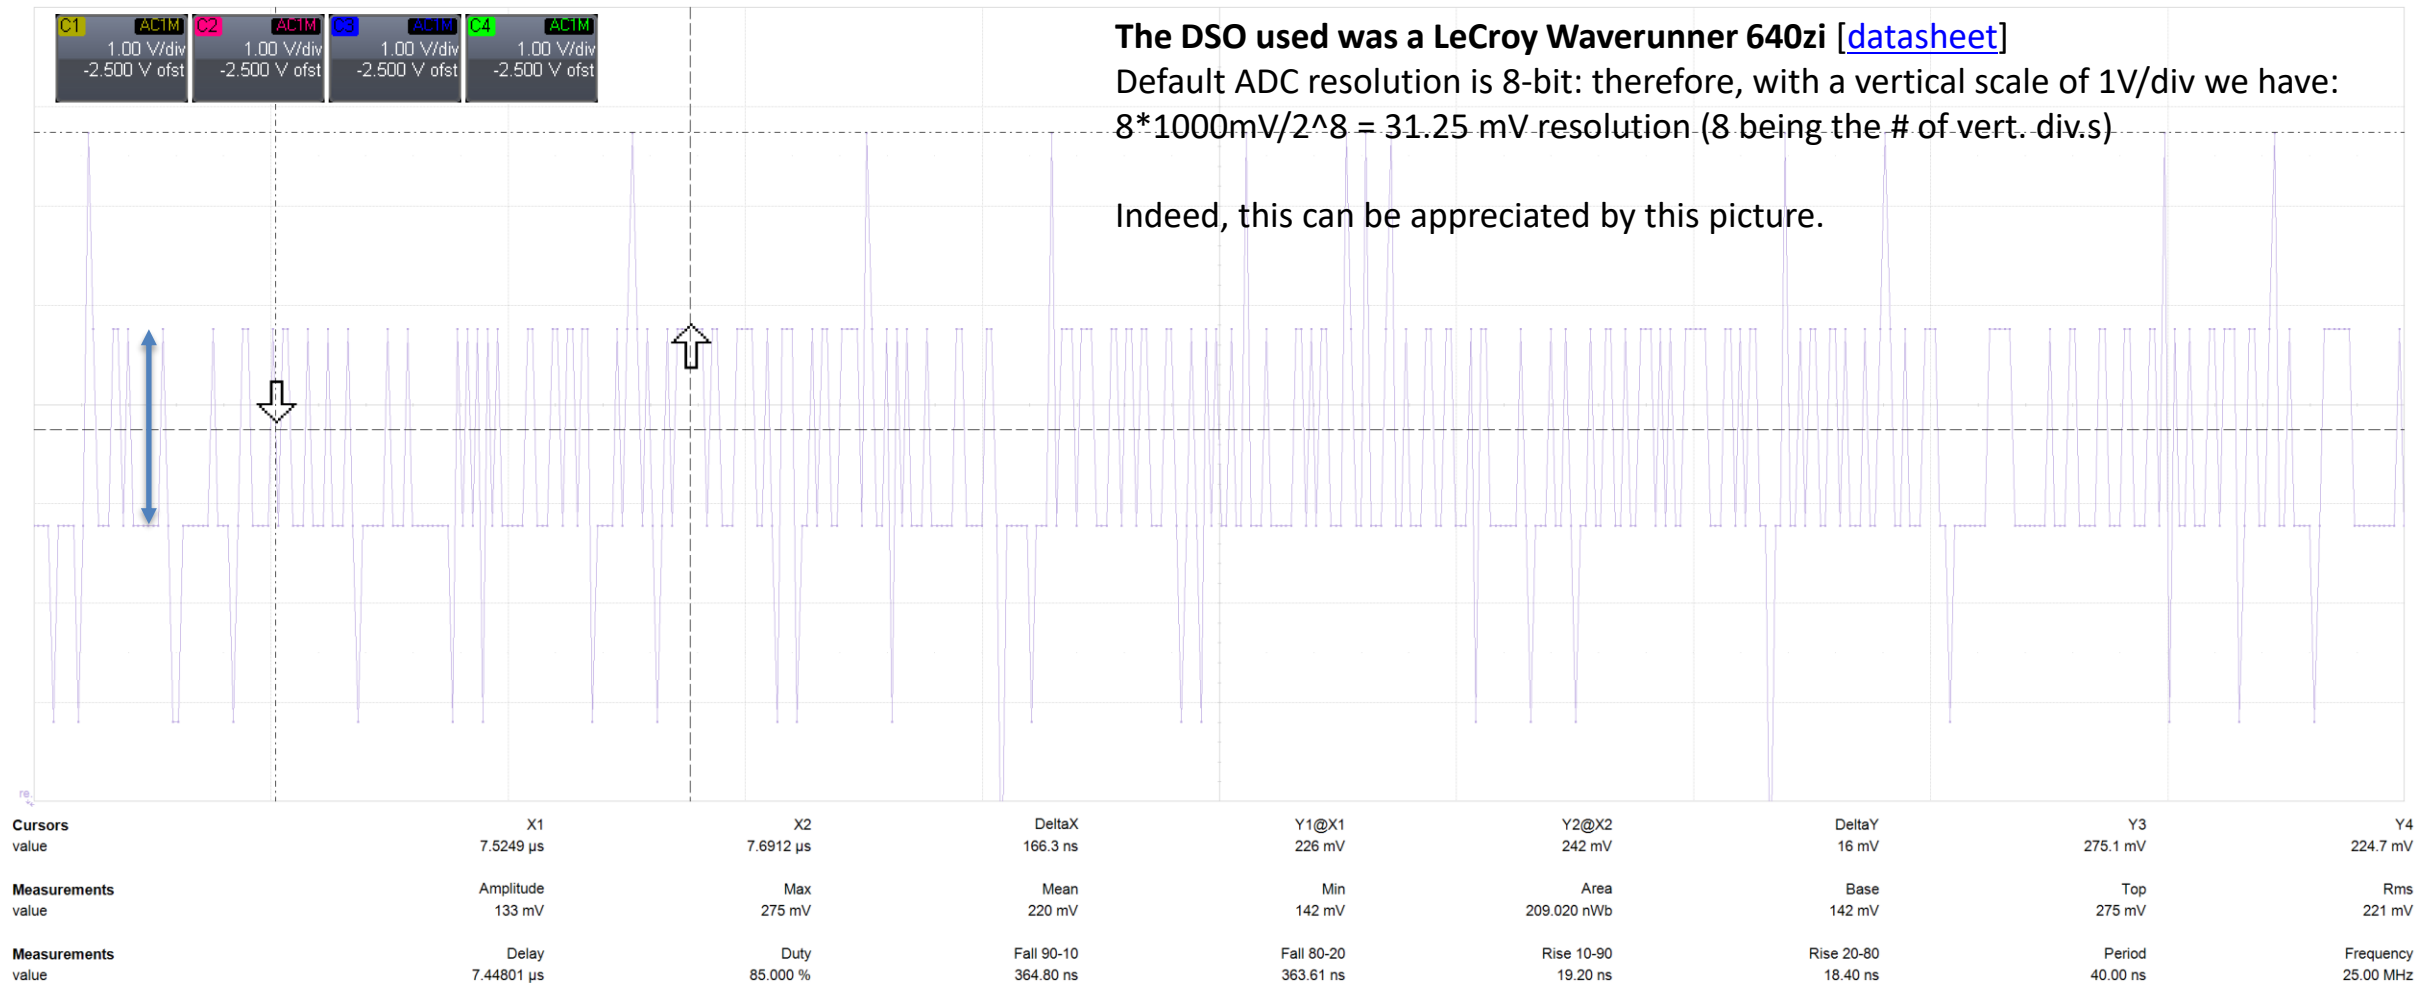 C1 AC1M C2 AC1M C3 AC1M C4 AC1M
1.00 V/div 1.00 V/div 1.00 V/div 1.00 V/div
-2.500 V ofst -2.500 V ofst -2.500 V ofst -2.500 V ofst
The DSO used was a LeCroy Waverunner 640zi [datasheet]
Default ADC resolution is 8-bit: therefore, with a vertical scale of 1V/div we have:
8*1000mV/2^8 = 31.25 mV resolution (8 being the # of vert. div.s)
Indeed, this can be appreciated by this picture.
re.
Cursors X1 X2 DeltaX Y1@X1 Y2@X2 DeltaY Y3 Y4
value 7.5249 µs 7.6912 µs 166.3 ns 226 mV 242 mV 16 mV 275.1 mV 224.7 mV
Measurements Amplitude Max Mean Min Area Base Top Rms
value 133 mV 275 mV 220 mV 142 mV 209.020 nWb 142 mV 275 mV 221 mV
Measurements Delay Duty Fall 90-10 Fall 80-20 Rise 10-90 Rise 20-80 Period Frequency
value 7.44801 µs 85.000 % 364.80 ns 363.61 ns 19.20 ns 18.40 ns 40.00 ns 25.00 MHz